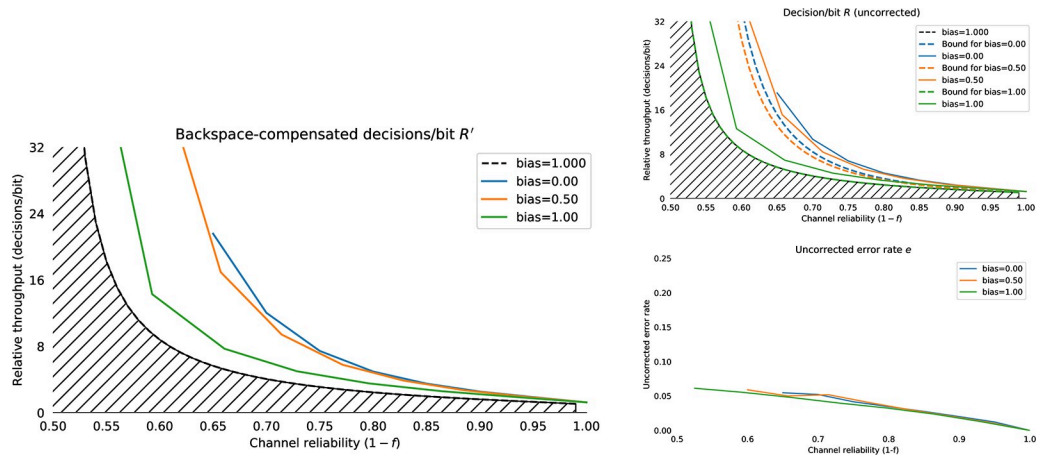 Backspace-compensated decisions/bit R′
Relative throughput (decisions/bit)
32
24
16
8
0
0.50 0.55 0.60 0.65 0.70 0.75 0.80 0.85 0.90 0.95 1.00
Channel reliability (1 − f)
bias=1.000
bias=0.00
bias=0.50
bias=1.00
Decision/bit R (uncorrected)
Relative throughput (decisions/bit)
32
24
16
8
0
0.50 0.55 0.60 0.65 0.70 0.75 0.80 0.85 0.90 0.95 1.00
Channel reliability (1 − f)
bias=1.000
Bound for bias=0.00
bias=0.00
Bound for bias=0.50
bias=0.50
Bound for bias=1.00
bias=1.00
Uncorrected error rate e
Uncorrected error rate
0.25
0.20
0.15
0.10
0.05
0.00
0.5 0.6 0.7 0.8 0.9 1.0
Channel reliability (1-f)
bias=0.00
bias=0.50
bias=1.00